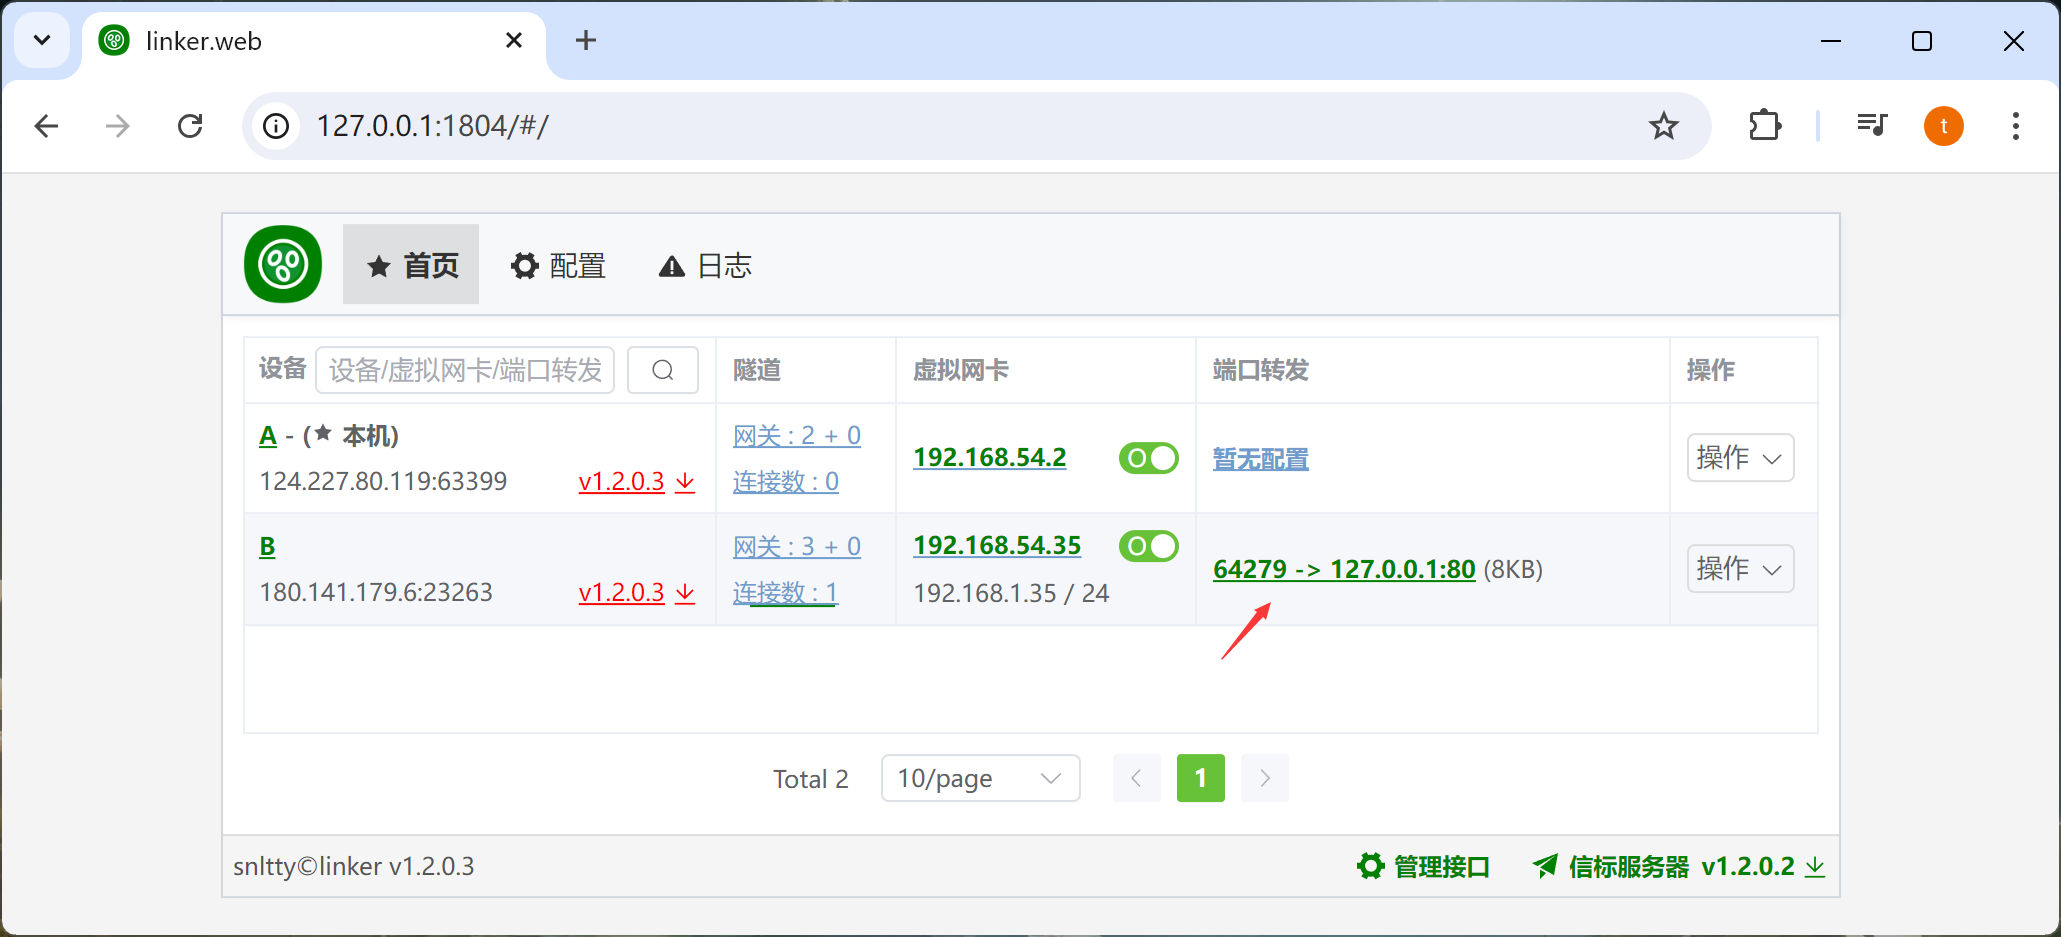 linker.web
127.0.0.1:1804/#/
t
首页 配置 日志
设备 设备/虚拟网卡/端口转发 隧道 虚拟网卡 端口转发 操作
A - (★ 本机) 网关 : 2 + 0 192.168.54.2 暂无配置 操作
124.227.80.119:63399 v1.2.0.3 连接数 : 0
B 网关 : 3 + 0 192.168.54.35 64279 -> 127.0.0.1:80 (8KB) 操作
180.141.179.6:23263 v1.2.0.3 连接数 : 1 192.168.1.35 / 24
Total 2 10/page 1
snltty©linker v1.2.0.3 管理接口 信标服务器 v1.2.0.2